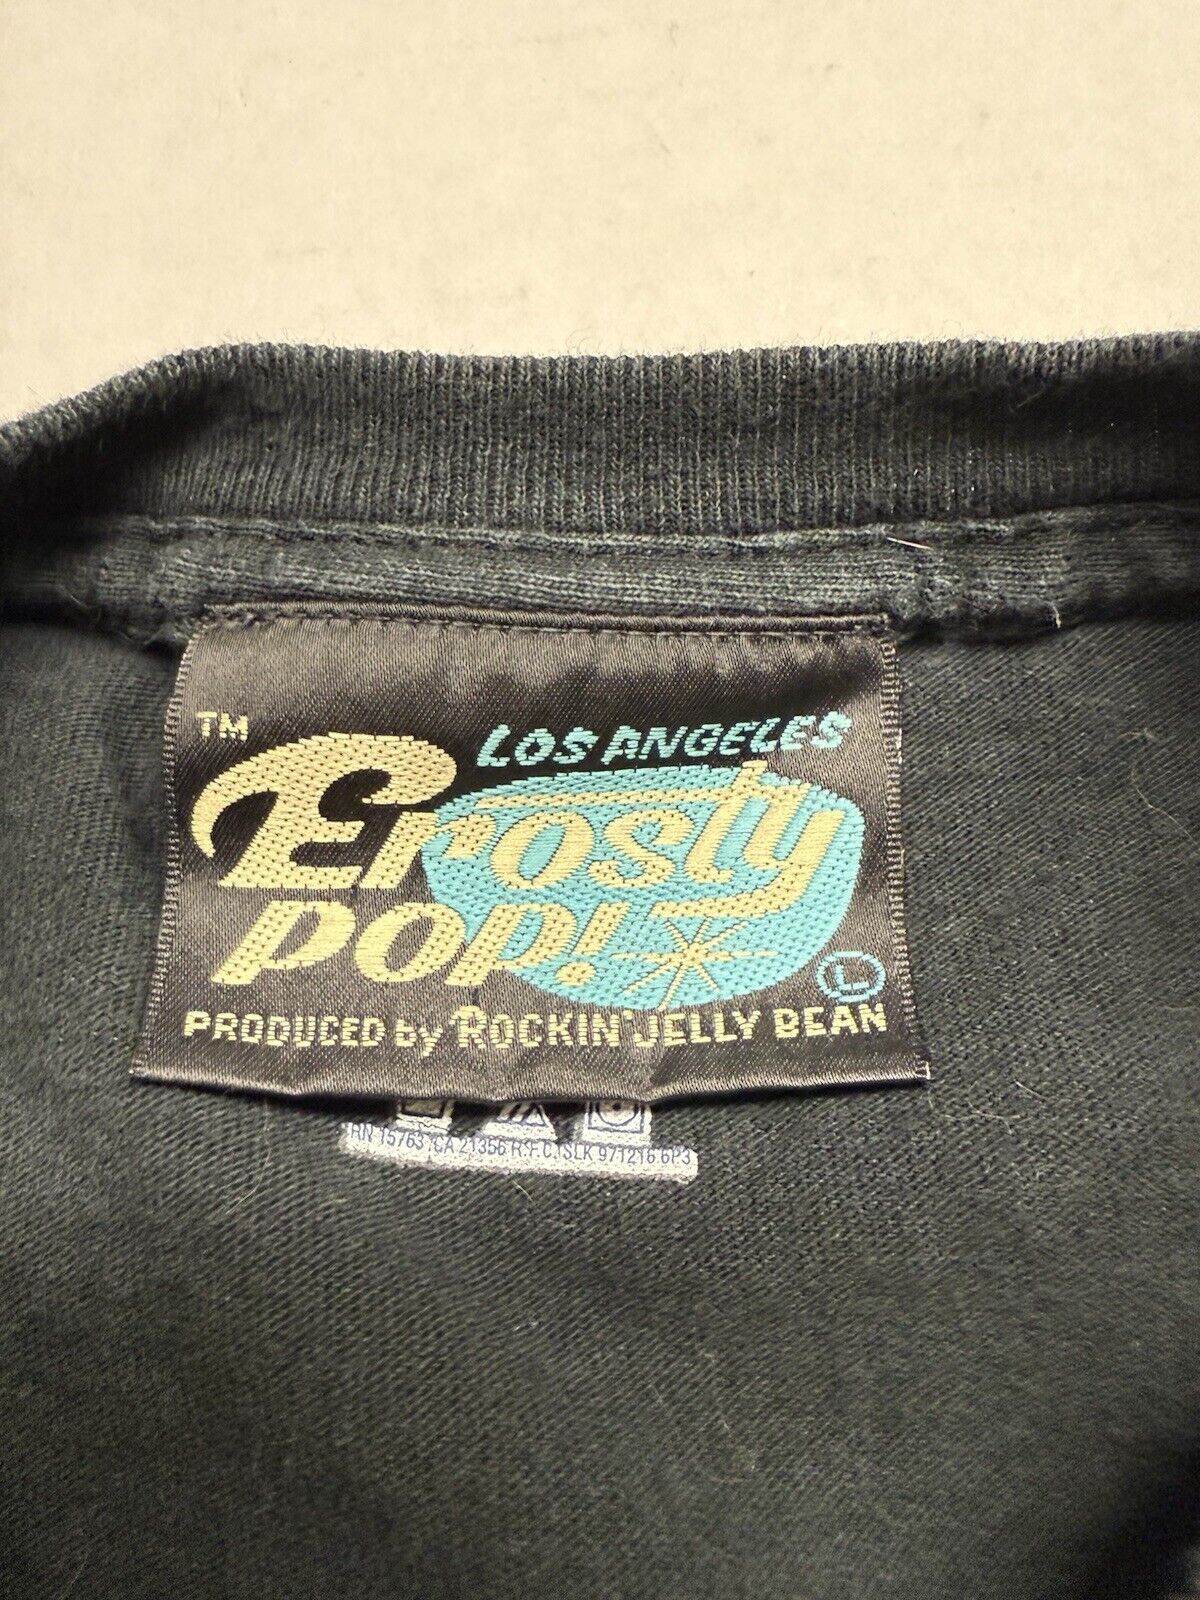 TM
LOS ANGELES
Erosty
POP!
L
PRODUCED by ROCKIN' JELLY BEAN
RN 15763 CA 21356 R.F.C. SLK 971216 6P3